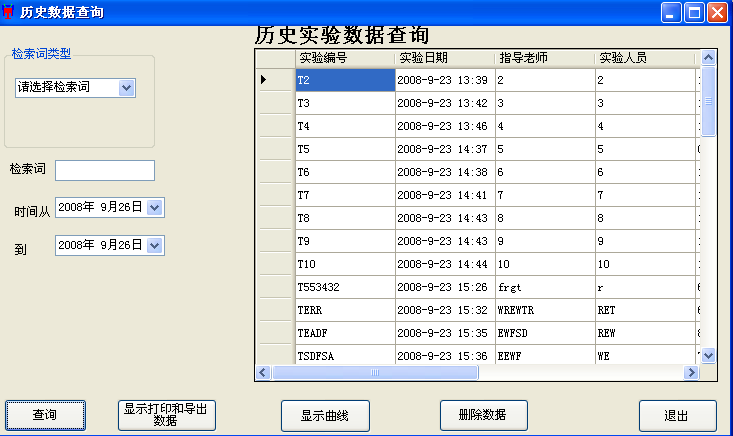 历史数据查询
历史实验数据查询
检索词类型
请选择检索词
检索词
时间从 2008年 9月26日
到 2008年 9月26日
实验编号 实验日期 指导老师 实验人员
T2 2008-9-23 13:39 2 2
T3 2008-9-23 13:42 3 3
T4 2008-9-23 13:46 4 4
T5 2008-9-23 14:37 5 5
T6 2008-9-23 14:38 6 6
T7 2008-9-23 14:41 7 7
T8 2008-9-23 14:43 8 8
T9 2008-9-23 14:43 9 9
T10 2008-9-23 14:44 10 10
T553432 2008-9-23 15:26 frgt r
TERR 2008-9-23 15:32 WREWTR RET
TEADF 2008-9-23 15:35 EWFSD REW
TSDFSA 2008-9-23 15:36 EEWF WE
查询 显示打印和导出
数据 显示曲线 删除数据 退出